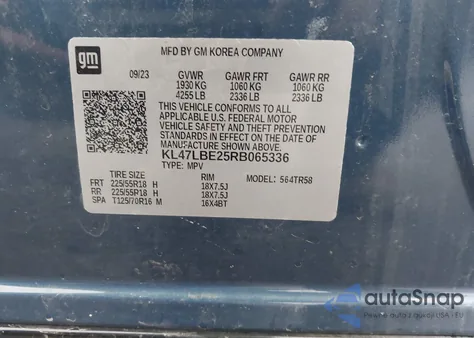 gm
MFD BY GM KOREA COMPANY
09/23 GVWR GAWR FRT GAWR RR
1930 KG 1060 KG 1060 KG
4255 LB 2336 LB 2336 LB
THIS VEHICLE CONFORMS TO ALL
APPLICABLE U.S. FEDERAL MOTOR
VEHICLE SAFETY AND THEFT PREVENTION
STANDARDS IN EFFECT ON THE DATE OF
MANUFACTURE SHOWN ABOVE.
KL47LBE25RB065336
TYPE: MPV MODEL: 564TR58
TIRE SIZE RIM
FRT 225/55R18 H 18X7.5J
RR 225/55R18 H 18X7.5J
SPA T125/70R16 M 16X4BT
autoSnap